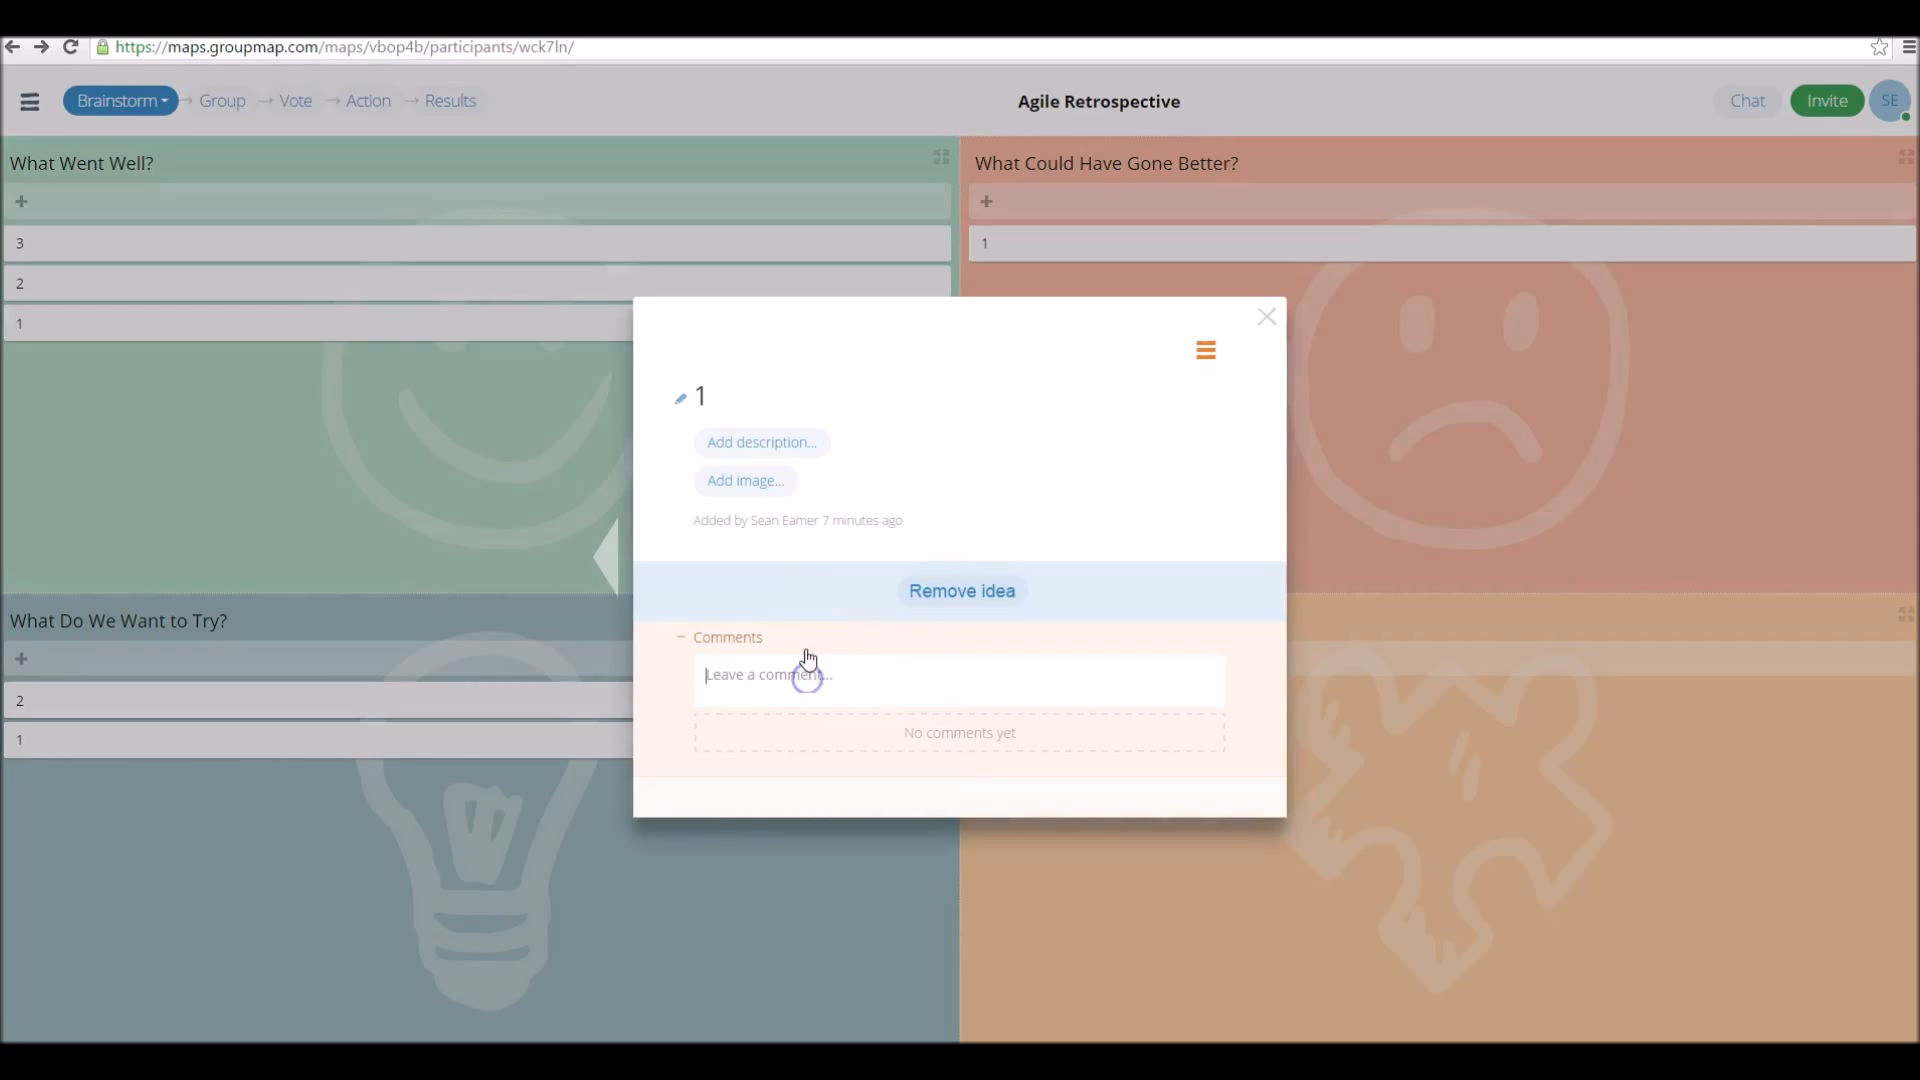 https://maps.groupmap.com/maps/vbop4b/participants/wck7ln/
Brainstorm Group Vote Action Results
Agile Retrospective
Chat Invite SE
What Went Well?
+
3
2
1
What Could Have Gone Better?
+
1
What Do We Want to Try?
+
2
1
1
Add description...
Add image...
Added by Sean Eamer 7 minutes ago
Remove idea
Comments
Leave a comment...
No comments yet